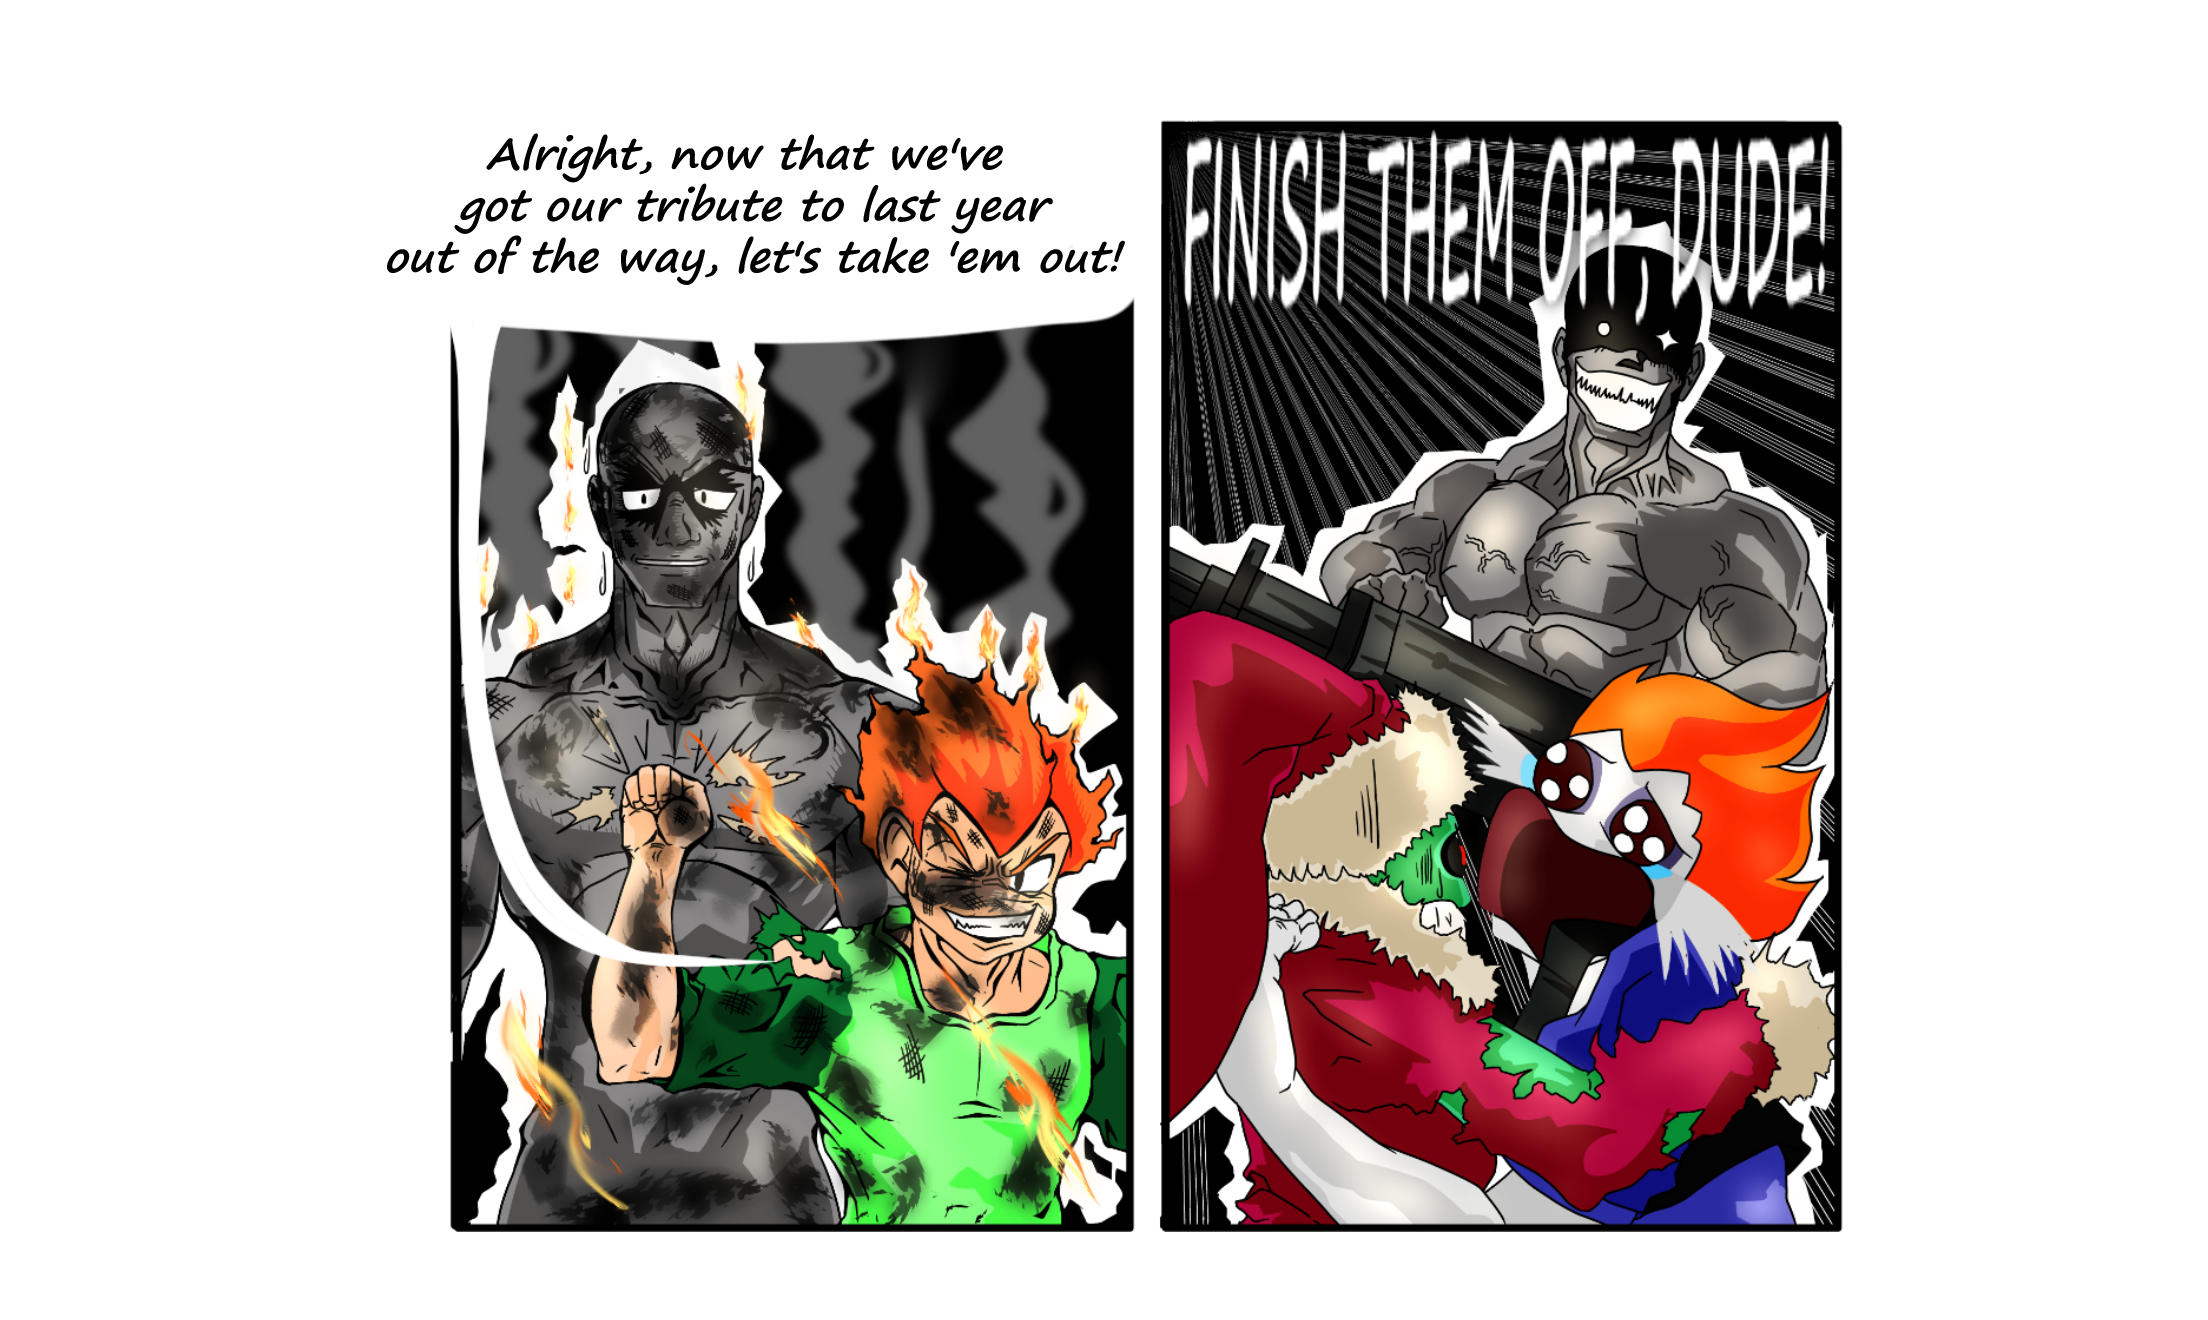 Alright, now that we've
got our tribute to last year
out of the way, let's take 'em out!
FINISH THEM OFF, DUDE!